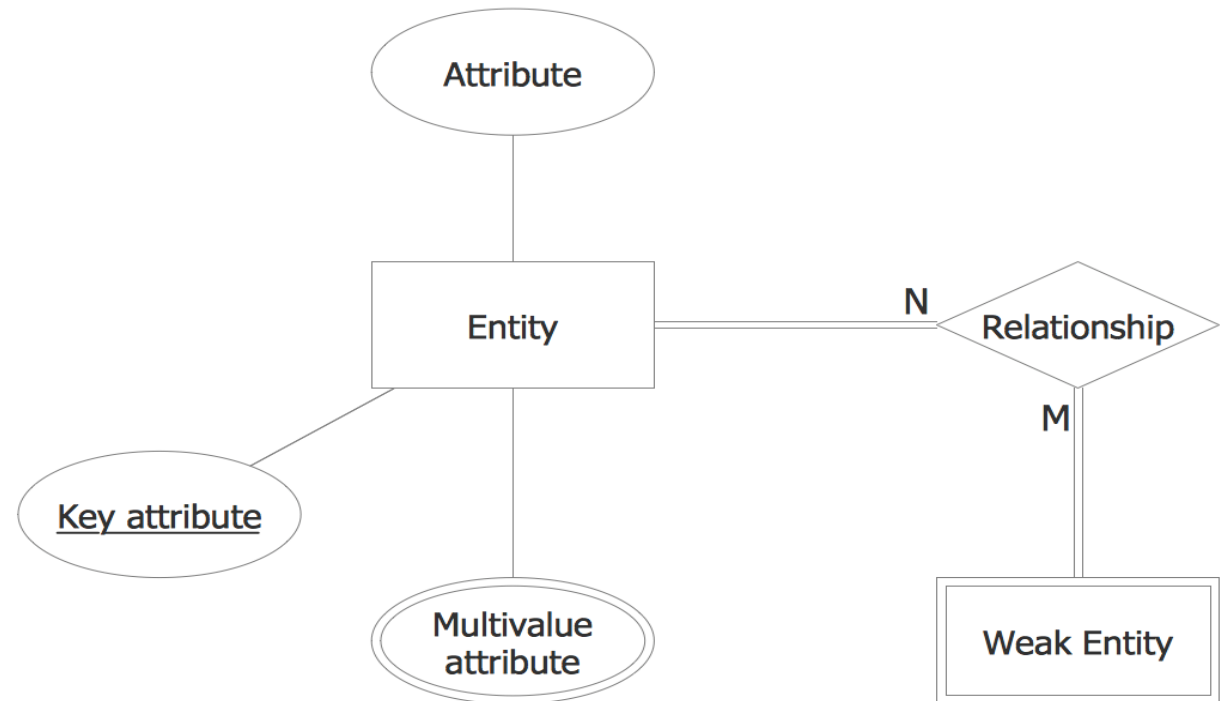 Attribute
Entity
N
Relationship
M
Key attribute
Multivalue
attribute
Weak Entity